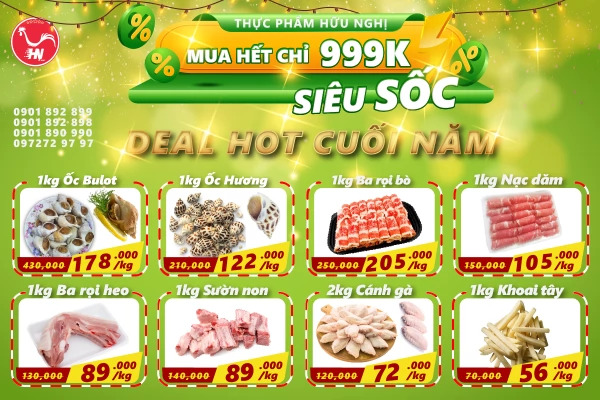 THỰC PHẨM HỮU NGHỊ
HN
MUA HẾT CHỈ 999K
SIÊU SỐC
0901 892 899
0901 892 898
0901 890 990
097272 97 97
DEAL HOT CUỐI NĂM
1kg Ốc Bulot
430,000 178.000/kg
1kg Ốc Hương
210,000 122.000/kg
1kg Ba rọi bò
250,000 205.000/kg
1kg Nạc dăm
150,000 105.000/kg
1kg Ba rọi heo
130,000 89.000/kg
1kg Sườn non
140,000 89.000/kg
2kg Cánh gà
120,000 72.000/kg
1kg Khoai tây
70,000 56.000/kg